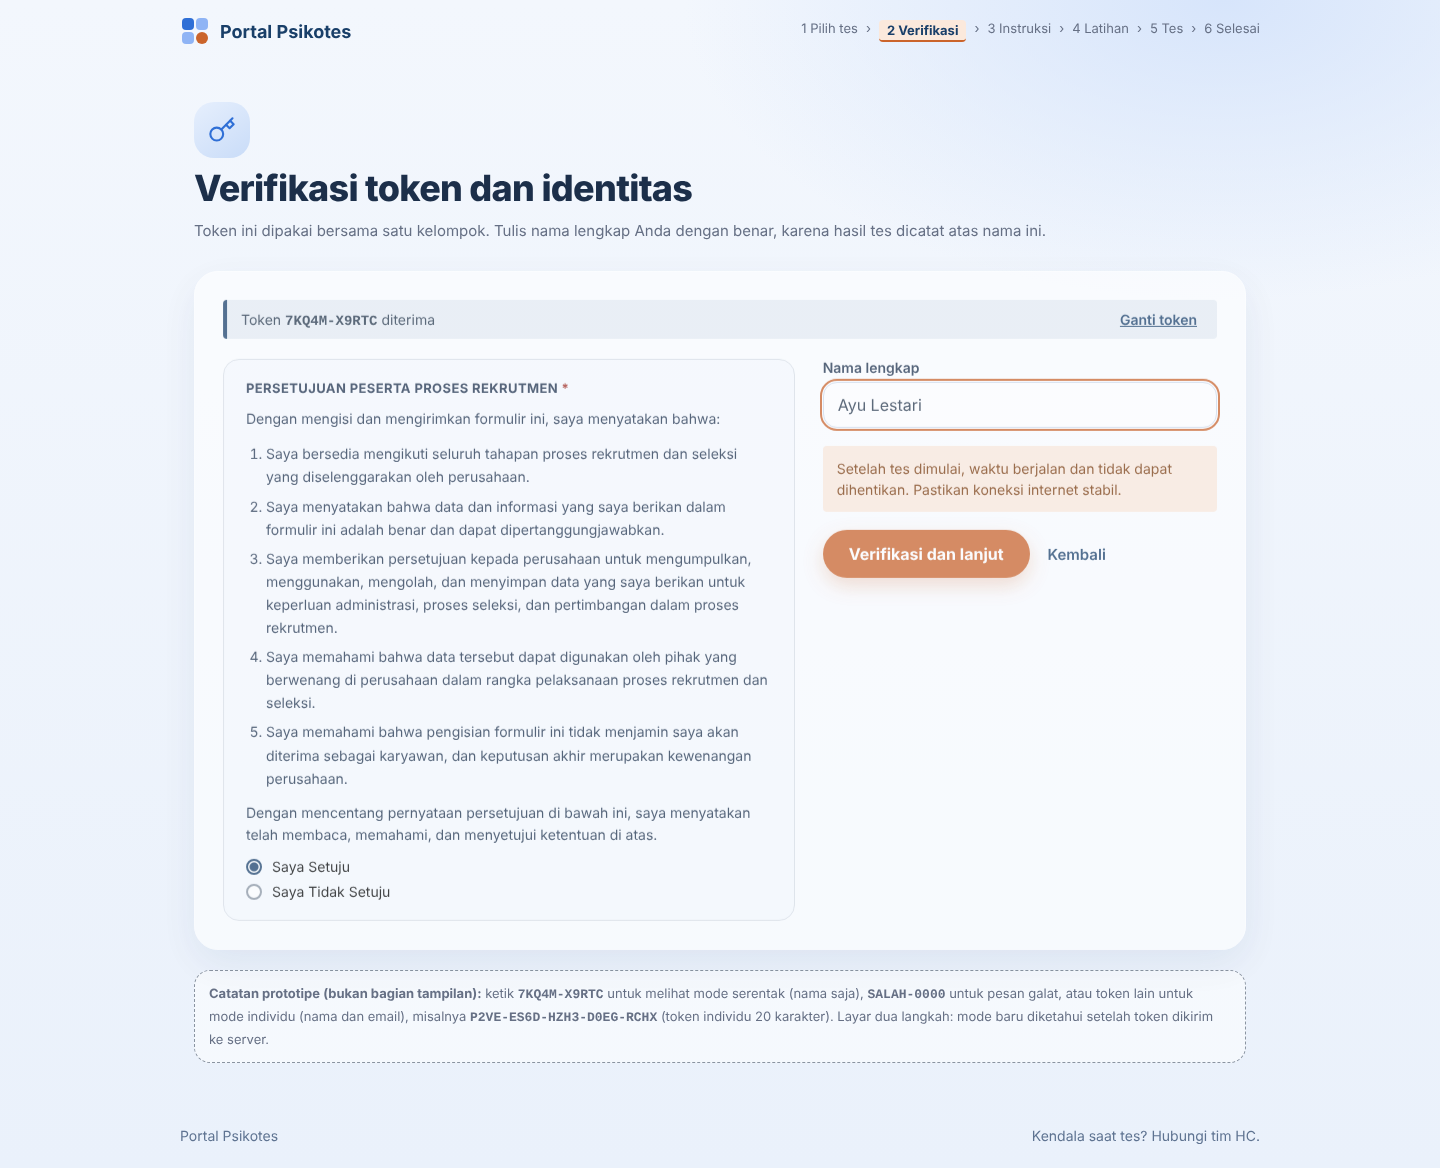 Portal Psikotes
1 Pilih tes › 2 Verifikasi › 3 Instruksi › 4 Latihan › 5 Tes › 6 Selesai
Verifikasi token dan identitas
Token ini dipakai bersama satu kelompok. Tulis nama lengkap Anda dengan benar, karena hasil tes dicatat atas nama ini.
Token 7KQ4M-X9RTC diterima
Ganti token
PERSETUJUAN PESERTA PROSES REKRUTMEN *
Dengan mengisi dan mengirimkan formulir ini, saya menyatakan bahwa:
1. Saya bersedia mengikuti seluruh tahapan proses rekrutmen dan seleksi
yang diselenggarakan oleh perusahaan.
2. Saya menyatakan bahwa data dan informasi yang saya berikan dalam
formulir ini adalah benar dan dapat dipertanggungjawabkan.
3. Saya memberikan persetujuan kepada perusahaan untuk mengumpulkan,
menggunakan, mengolah, dan menyimpan data yang saya berikan untuk
keperluan administrasi, proses seleksi, dan pertimbangan dalam proses
rekrutmen.
4. Saya memahami bahwa data tersebut dapat digunakan oleh pihak yang
berwenang di perusahaan dalam rangka pelaksanaan proses rekrutmen dan
seleksi.
5. Saya memahami bahwa pengisian formulir ini tidak menjamin saya akan
diterima sebagai karyawan, dan keputusan akhir merupakan kewenangan
perusahaan.
Dengan mencentang pernyataan persetujuan di bawah ini, saya menyatakan
telah membaca, memahami, dan menyetujui ketentuan di atas.
Saya Setuju
Saya Tidak Setuju
Nama lengkap
Ayu Lestari
Setelah tes dimulai, waktu berjalan dan tidak dapat
dihentikan. Pastikan koneksi internet stabil.
Verifikasi dan lanjut
Kembali
Catatan prototipe (bukan bagian tampilan): ketik 7KQ4M-X9RTC untuk melihat mode serentak (nama saja), SALAH-0000 untuk pesan galat, atau token lain untuk
mode individu (nama dan email), misalnya P2VE-ES6D-HZH3-D0EG-RCHX (token individu 20 karakter). Layar dua langkah: mode baru diketahui setelah token dikirim
ke server.
Portal Psikotes
Kendala saat tes? Hubungi tim HC.